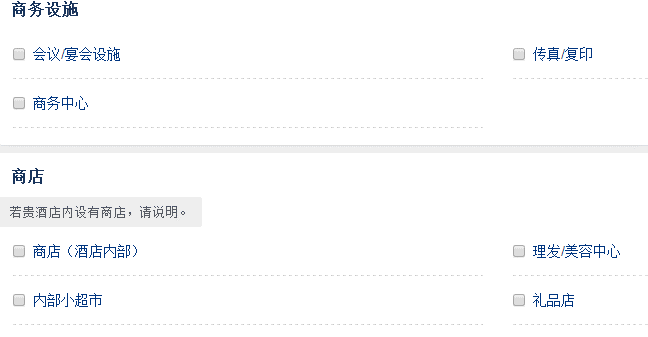 商务设施
会议/宴会设施
传真/复印
商务中心
商店
若贵酒店内设有商店，请说明。
商店（酒店内部）
理发/美容中心
内部小超市
礼品店